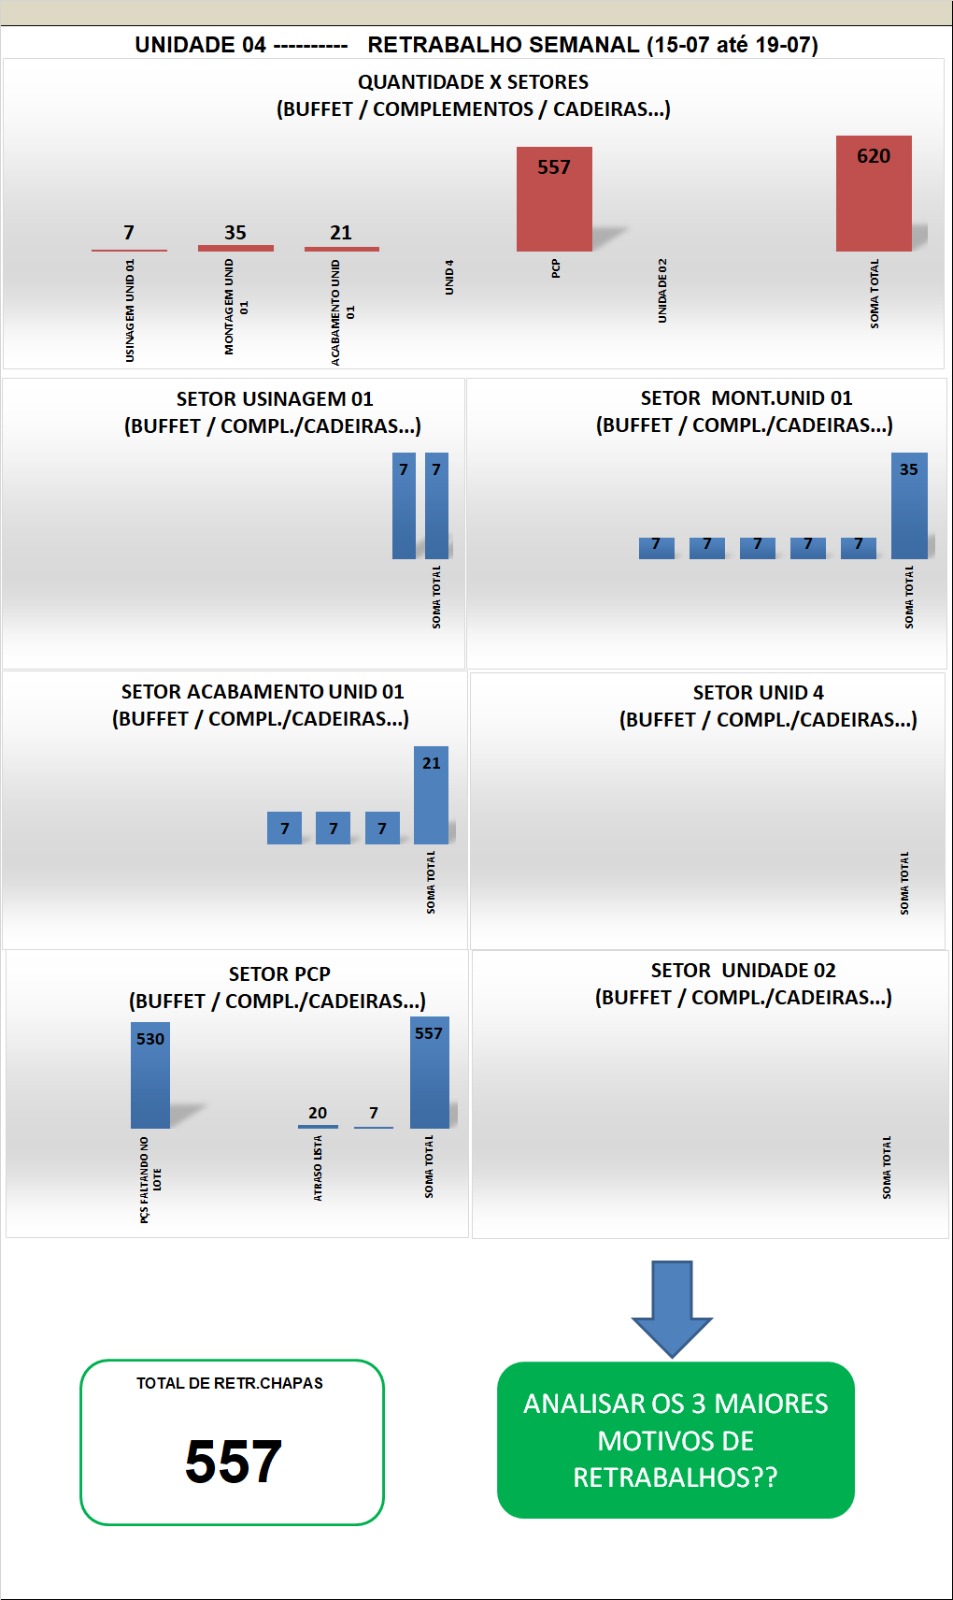 UNIDADE 04 ---------- RETRABALHO SEMANAL (15-07 até 19-07)
QUANTIDADE X SETORES
(BUFFET / COMPLEMENTOS / CADEIRAS...)
7
35
21
557
620
USINAGEM UNID 01
MONTAGEM UNID
01
ACABAMENTO UNID
01
UNID 4
PCP
UNIDADE 02
SOMA TOTAL
SETOR USINAGEM 01
(BUFFET / COMPL./CADEIRAS...)
7
7
SOMA TOTAL
SETOR MONT.UNID 01
(BUFFET / COMPL./CADEIRAS...)
7
7
7
7
7
35
SOMA TOTAL
SETOR ACABAMENTO UNID 01
(BUFFET / COMPL./CADEIRAS...)
7
7
7
21
SOMA TOTAL
SETOR UNID 4
(BUFFET / COMPL./CADEIRAS...)
SOMA TOTAL
SETOR PCP
(BUFFET / COMPL./CADEIRAS...)
530
20
7
557
PÇS FALTANDO NO
LOTE
ATRASO LISTA
SOMA TOTAL
SETOR UNIDADE 02
(BUFFET / COMPL./CADEIRAS...)
SOMA TOTAL
TOTAL DE RETR.CHAPAS
557
ANALISAR OS 3 MAIORES
MOTIVOS DE
RETRABALHOS??